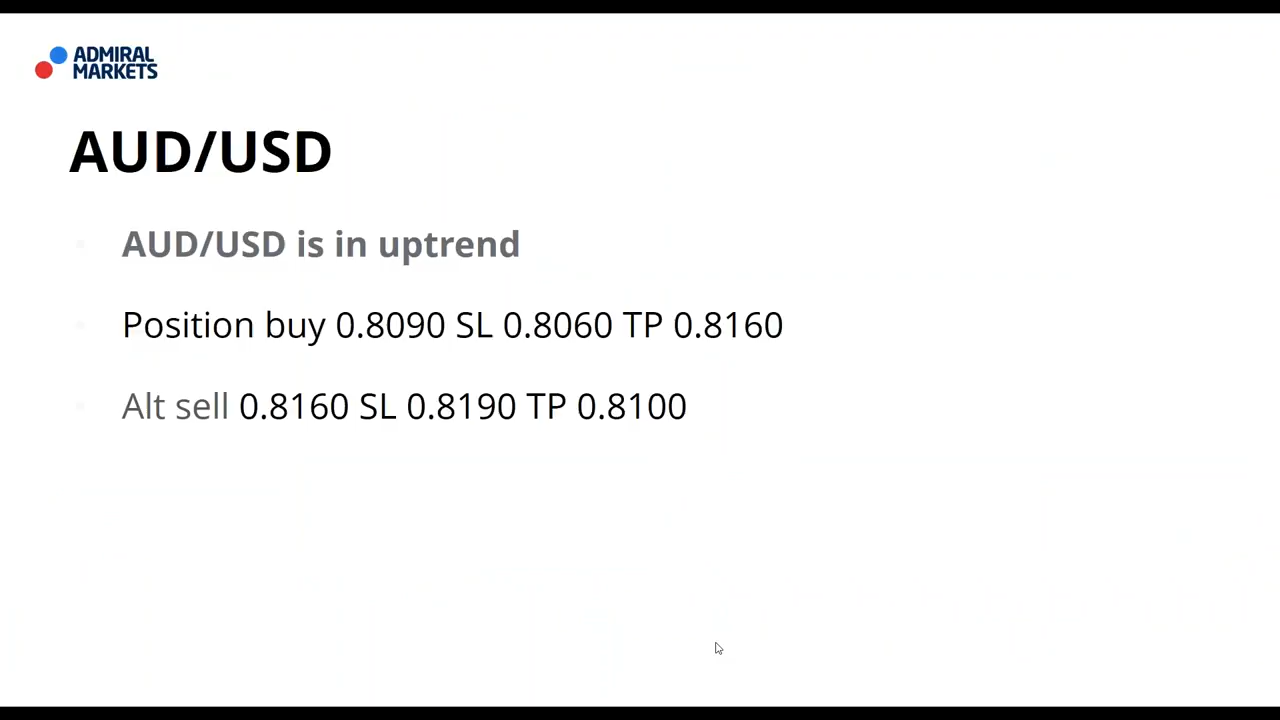 ADMIRAL
MARKETS
AUD/USD
AUD/USD is in uptrend
Position buy 0.8090 SL 0.8060 TP 0.8160
Alt sell 0.8160 SL 0.8190 TP 0.8100